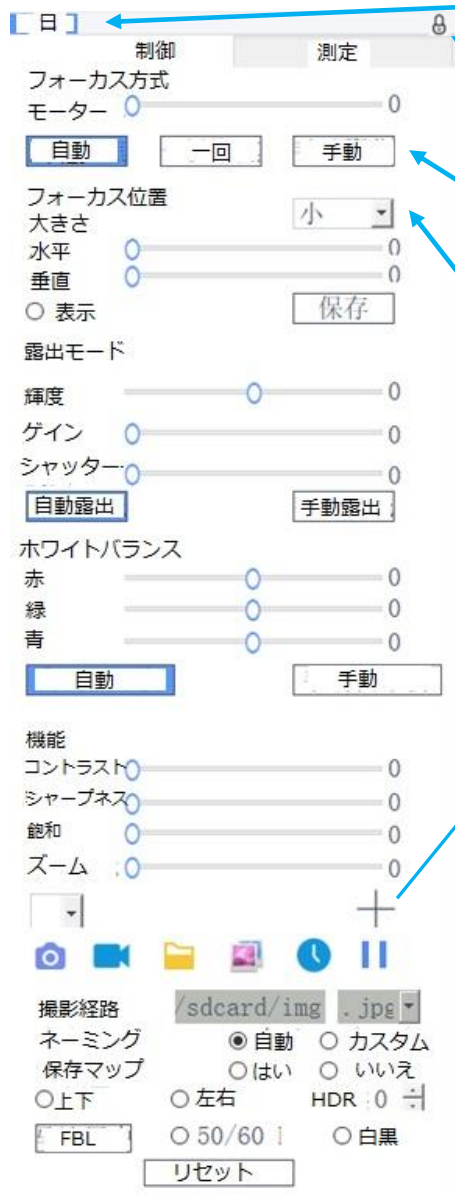 [ 日 ]
制御 測定
フォーカス方式
モーター 0
自動 一回 手動
フォーカス位置
大きさ 小
水平 0
垂直 0
表示 保存
露出モード
輝度 0
ゲイン 0
シャッター 0
自動露出 手動露出
ホワイトバランス
赤 0
緑 0
青 0
自動 手動
機能
コントラスト 0
シャープネス 0
飽和 0
ズーム 0
撮影経路 /sdcard/img .jpg
ネーミング 自動 カスタム
保存マップ はい いいえ
上下 左右 HDR 0
FBL 50/60 白黒
リセット